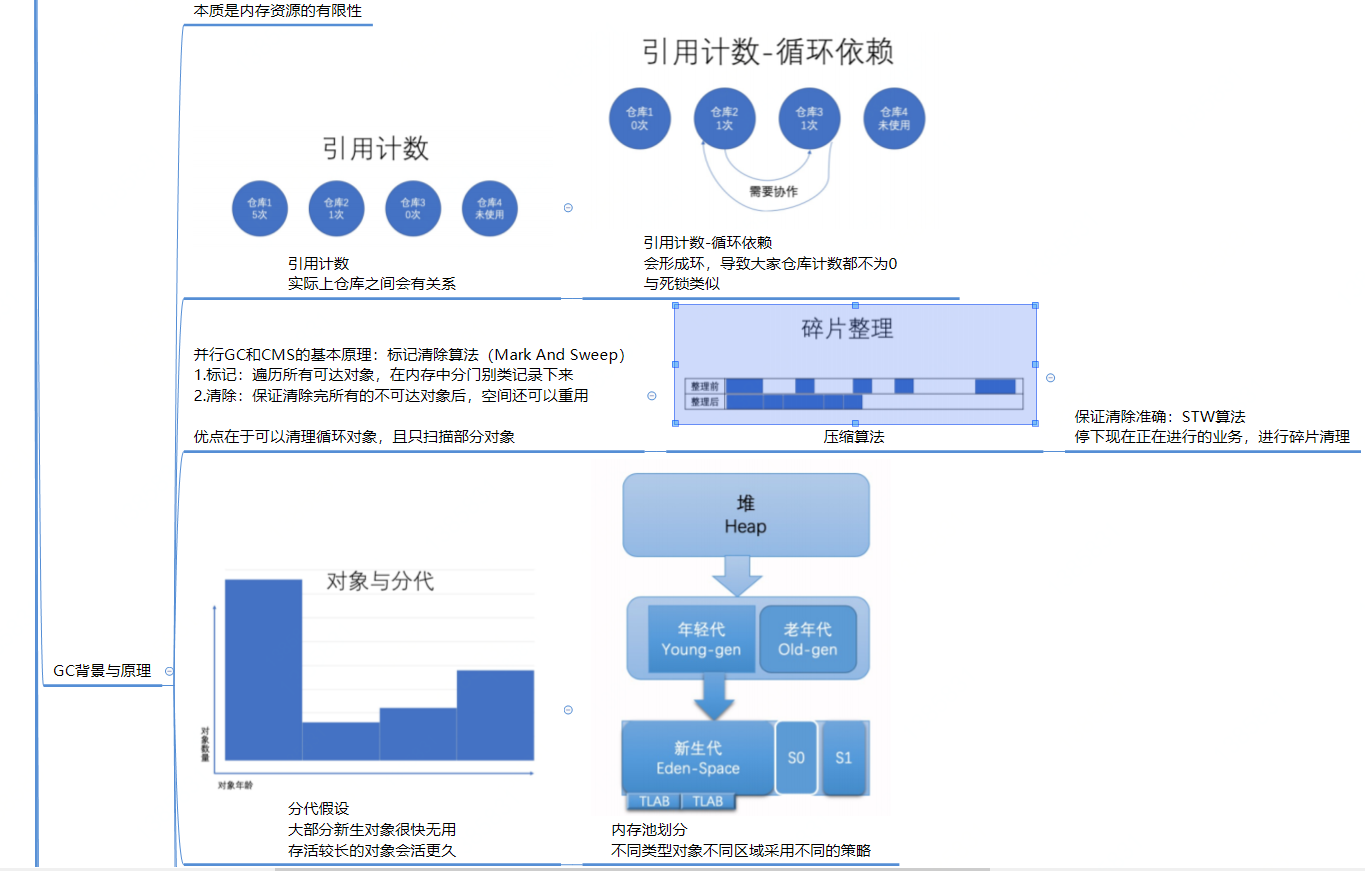 本质是内存资源的有限性
引用计数
仓库1
5次
仓库2
1次
仓库3
0次
仓库4
未使用
引用计数
实际上仓库之间会有关系
引用计数-循环依赖
仓库1
0次
仓库2
1次
仓库3
1次
仓库4
未使用
需要协作
引用计数-循环依赖
会形成环，导致大家仓库计数都不为0
与死锁类似
并行GC和CMS的基本原理：标记清除算法（Mark And Sweep）
1.标记：遍历所有可达对象，在内存中分门别类记录下来
2.清除：保证清除完所有的不可达对象后，空间还可以重用
优点在于可以清理循环对象，且只扫描部分对象
碎片整理
整理前
整理后
压缩算法
保证清除准确：STW算法
停下现在正在进行的业务，进行碎片清理
GC背景与原理
对象与分代
对象数量
对象年龄
分代假设
大部分新生对象很快无用
存活较长的对象会活更久
堆
Heap
年轻代
Young-gen
老年代
Old-gen
新生代
Eden-Space
S0
S1
TLAB
TLAB
内存池划分
不同类型对象不同区域采用不同的策略